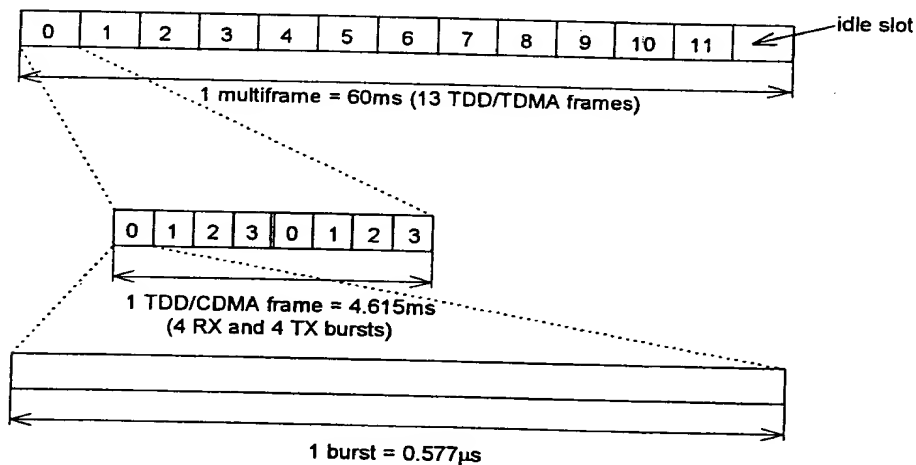 idle slot
0 1 2 3 4 5 6 7 8 9 10 11
1 multiframe = 60ms (13 TDD/TDMA frames)
0 1 2 3 0 1 2 3
1 TDD/CDMA frame = 4.615ms
(4 RX and 4 TX bursts)
1 burst = 0.577µs